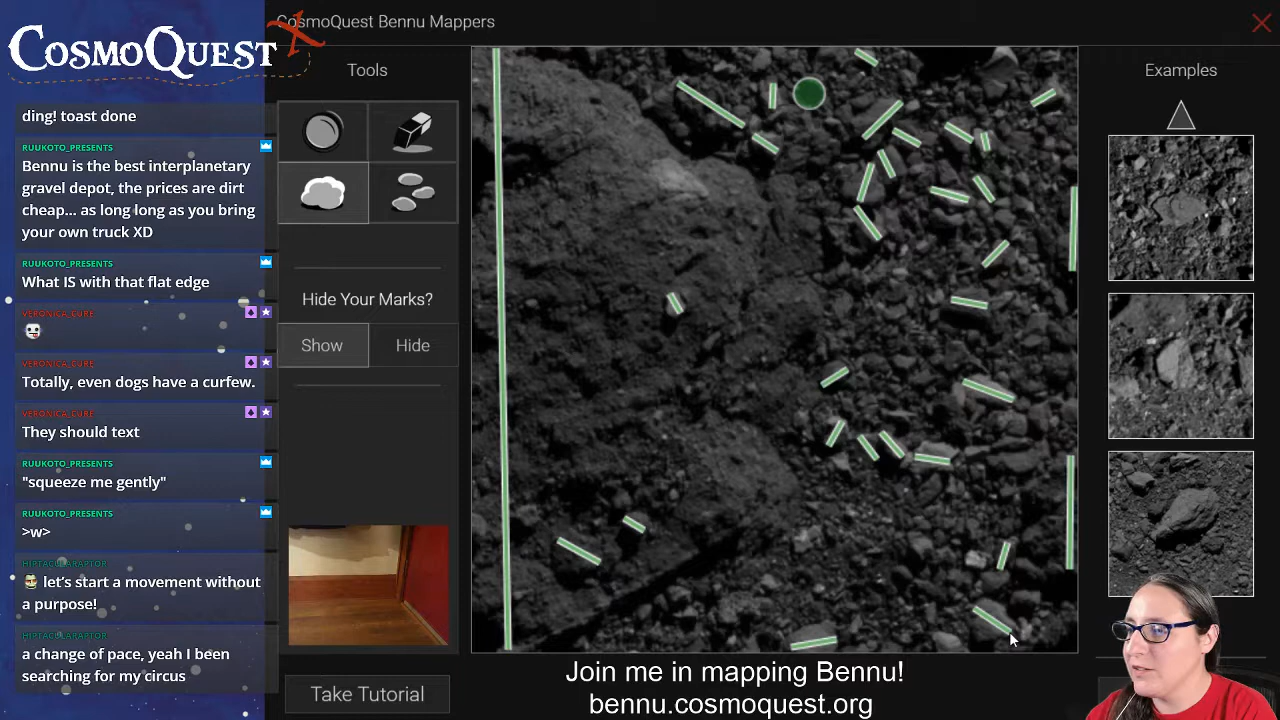 COSMOQUEST X
CosmoQuest Bennu Mappers
Tools
Examples
ding! toast done
RUUKOTO_PRESENTS
Bennu is the best interplanetary
gravel depot, the prices are dirt
cheap... as long long as you bring
your own truck XD
RUUKOTO_PRESENTS
What IS with that flat edge
VERONICA_CURE
VERONICA_CURE
Totally, even dogs have a curfew.
VERONICA_CURE
They should text
RUUKOTO_PRESENTS
"squeeze me gently"
RUUKOTO_PRESENTS
>w>
HIPTACULARAPTOR
let's start a movement without
a purpose!
HIPTACULARAPTOR
a change of pace, yeah I been
searching for my circus
Hide Your Marks?
Show
Hide
Take Tutorial
Join me in mapping Bennu!
bennu.cosmoquest.org